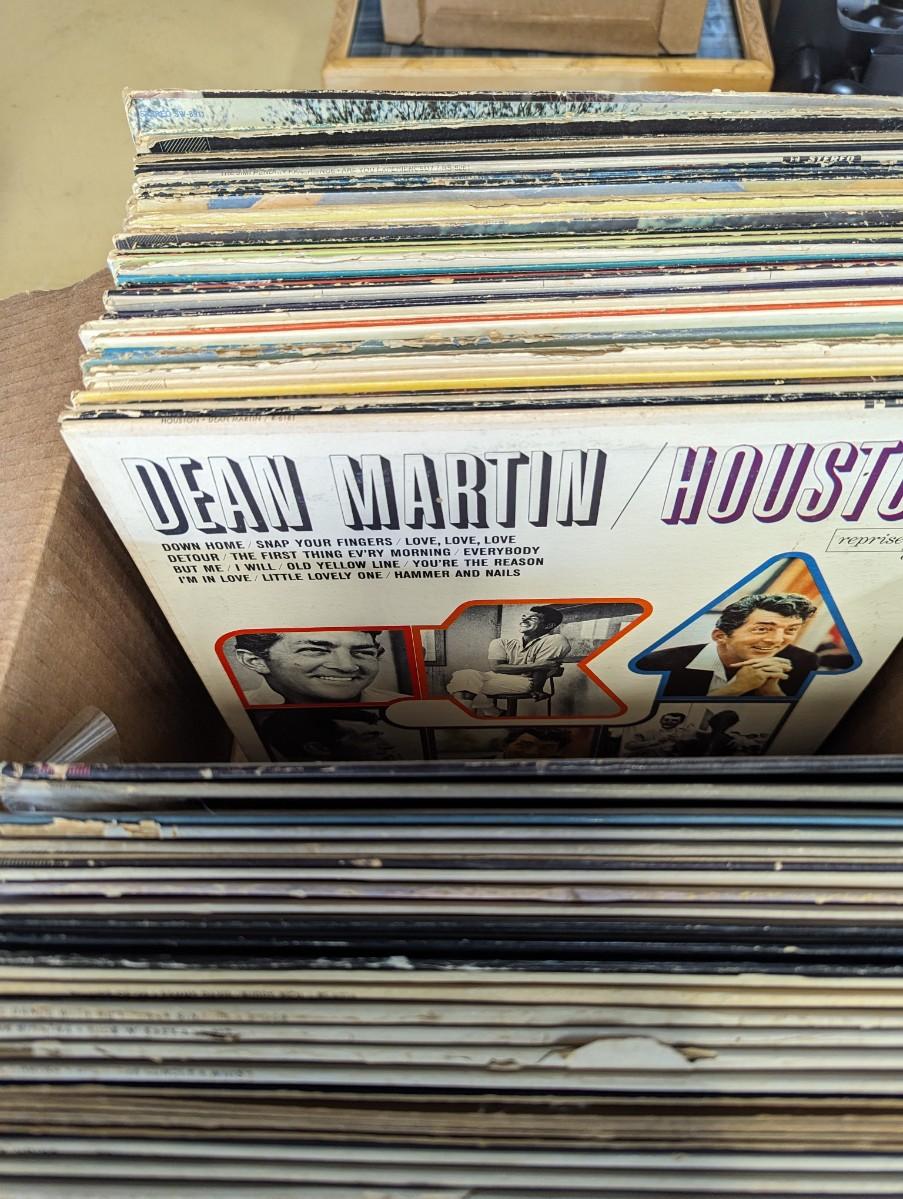 STEREO
HOUSTON • DEAN MARTIN / R-6181
DEAN MARTIN / HOUSTO
DOWN HOME / SNAP YOUR FINGERS / LOVE, LOVE, LOVE
reprise
DETOUR / THE FIRST THING EV'RY MORNING / EVERYBODY
BUT ME / I WILL / OLD YELLOW LINE / YOU'RE THE REASON
I'M IN LOVE / LITTLE LOVELY ONE / HAMMER AND NAILS